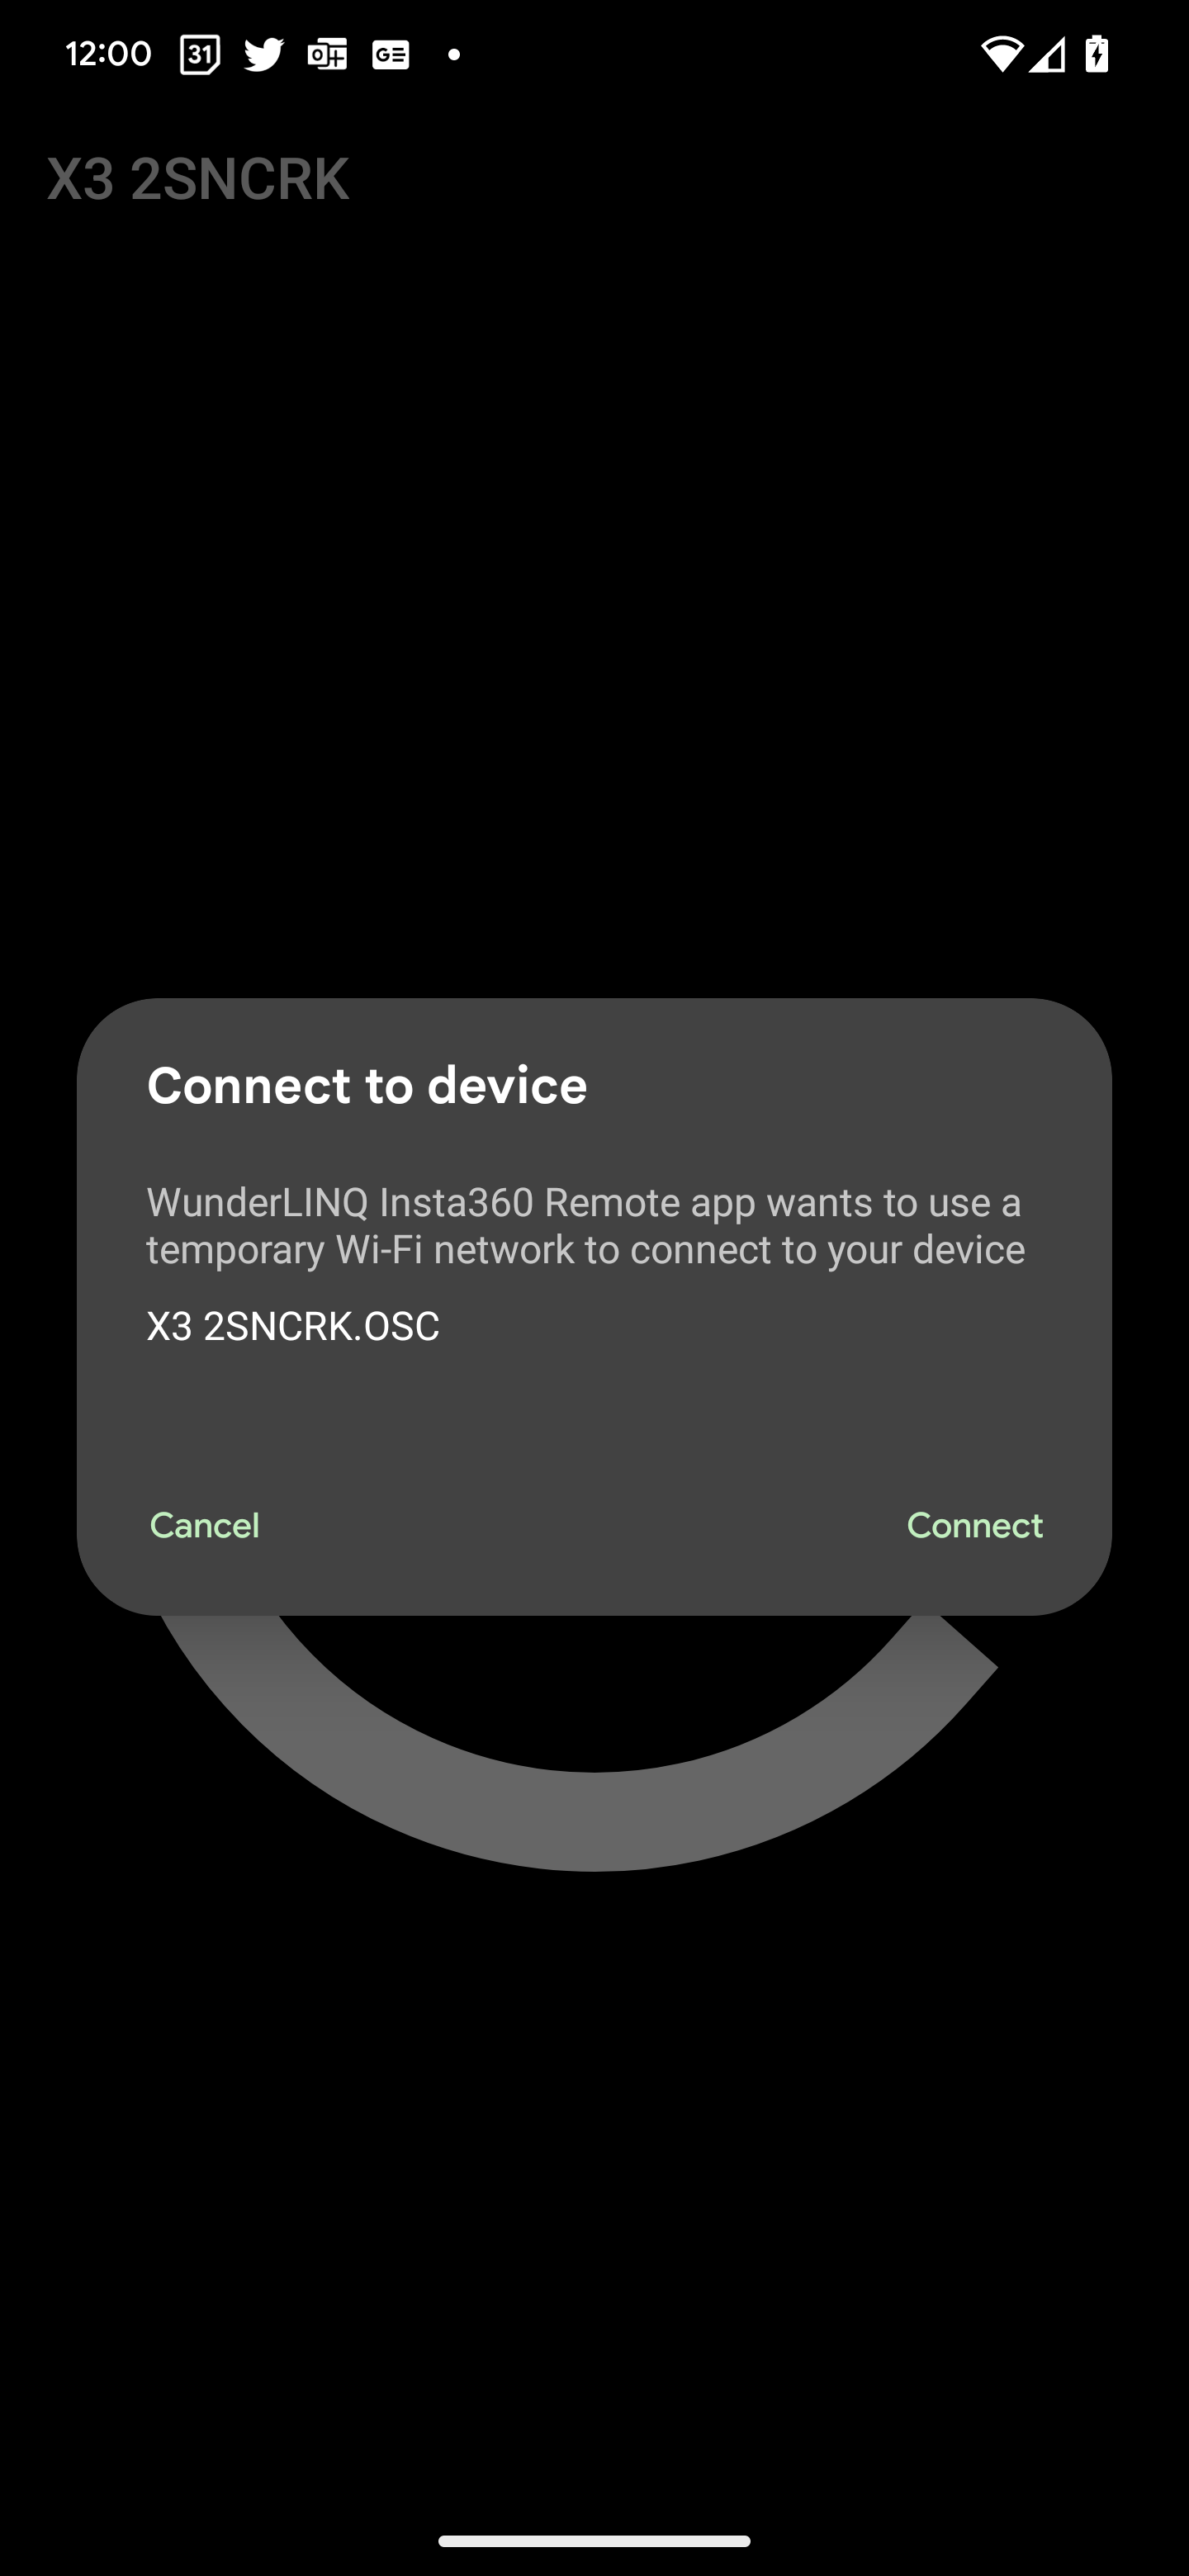 12:00 31 GE
X3 2SNCRK
Connect to device
WunderLINQ Insta360 Remote app wants to use a
temporary Wi-Fi network to connect to your device
X3 2SNCRK.OSC
Cancel Connect